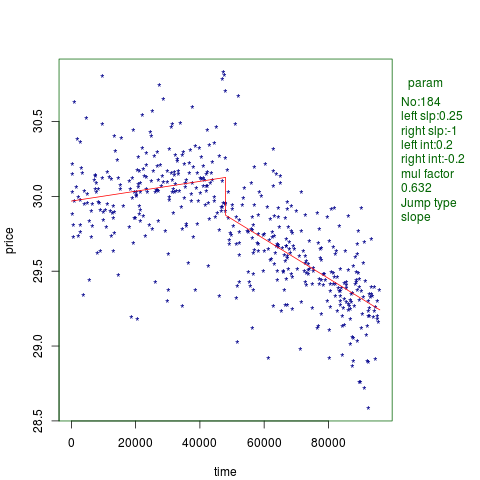 param
No:184
left slp:0.25
right slp:-1
left int:0.2
right int:-0.2
mul factor
0.632
Jump type
slope
30.5
30.0
29.5
29.0
28.5
price
0
20000
40000
60000
80000
time